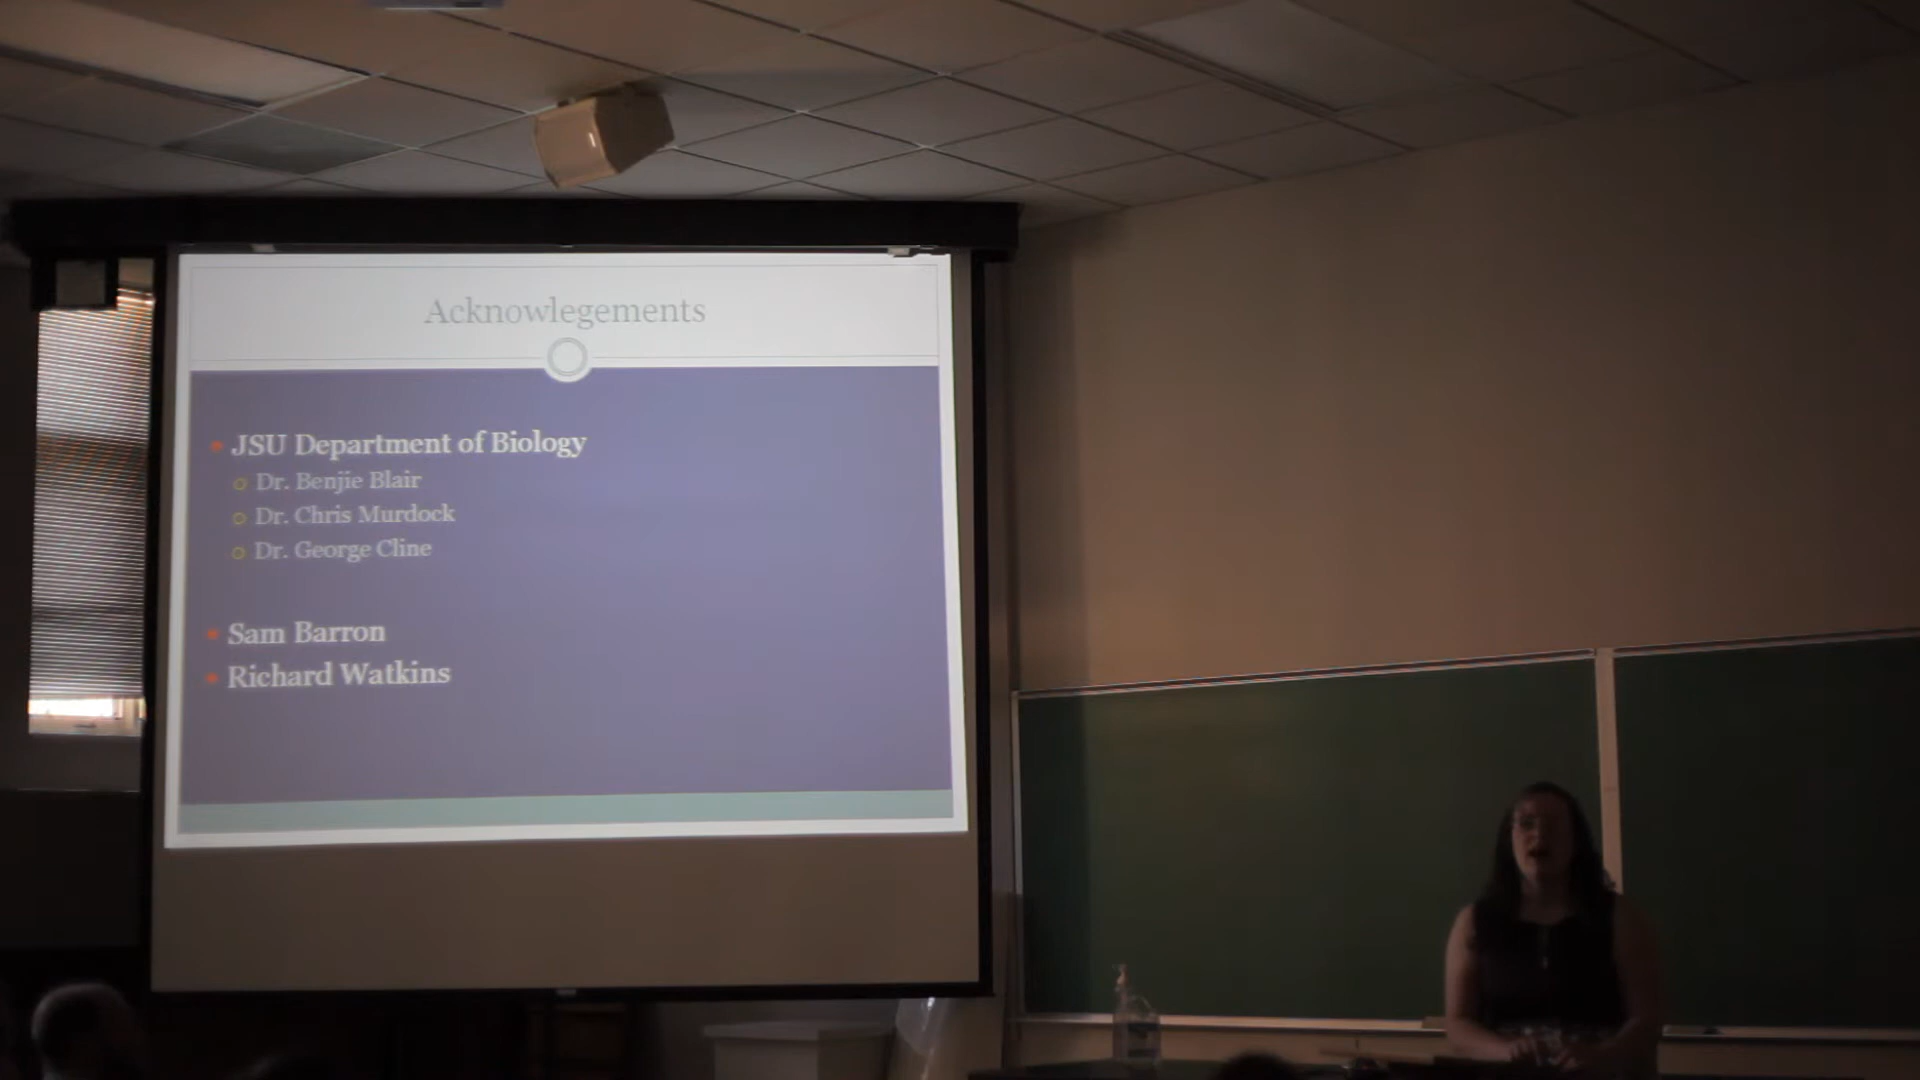 Acknowlegements
JSU Department of Biology
Dr. Benjie Blair
Dr. Chris Murdock
Dr. George Cline
Sam Barron
Richard Watkins